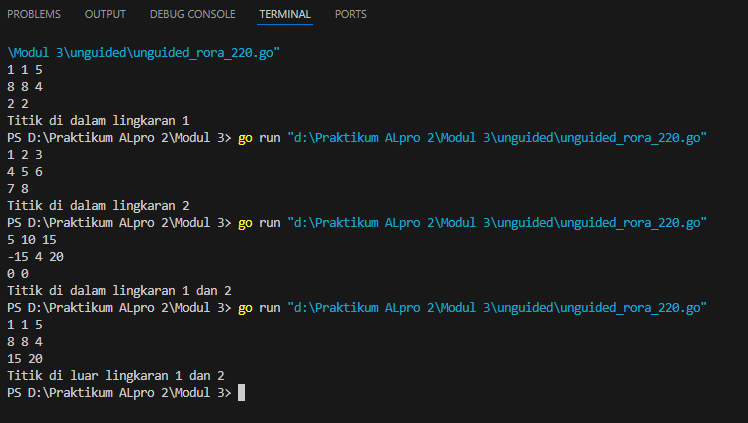 PROBLEMS OUTPUT DEBUG CONSOLE TERMINAL PORTS
\Modul 3\unguided\unguided_rora_220.go"
1 1 5
8 8 4
2 2
Titik di dalam lingkaran 1
PS D:\Praktikum ALpro 2\Modul 3> go run "d:\Praktikum ALpro 2\Modul 3\unguided\unguided_rora_220.go"
1 2 3
4 5 6
7 8
Titik di dalam lingkaran 2
PS D:\Praktikum ALpro 2\Modul 3> go run "d:\Praktikum ALpro 2\Modul 3\unguided\unguided_rora_220.go"
5 10 15
-15 4 20
0 0
Titik di dalam lingkaran 1 dan 2
PS D:\Praktikum ALpro 2\Modul 3> go run "d:\Praktikum ALpro 2\Modul 3\unguided\unguided_rora_220.go"
1 1 5
8 8 4
15 20
Titik di luar lingkaran 1 dan 2
PS D:\Praktikum ALpro 2\Modul 3>